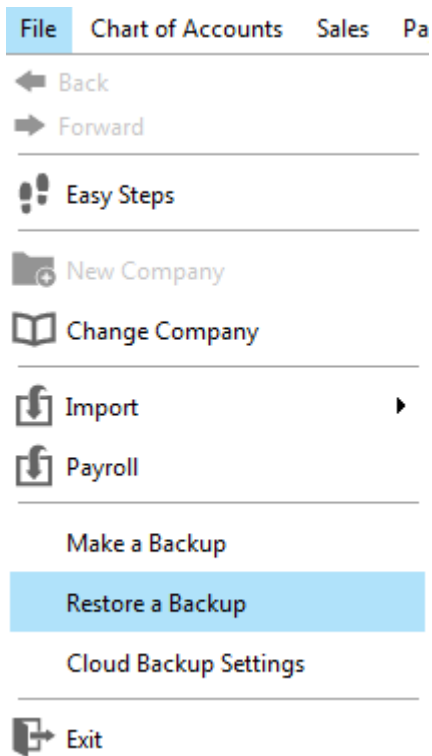 File Chart of Accounts Sales Pa
Back
Forward
Easy Steps
New Company
Change Company
Import
Payroll
Make a Backup
Restore a Backup
Cloud Backup Settings
Exit